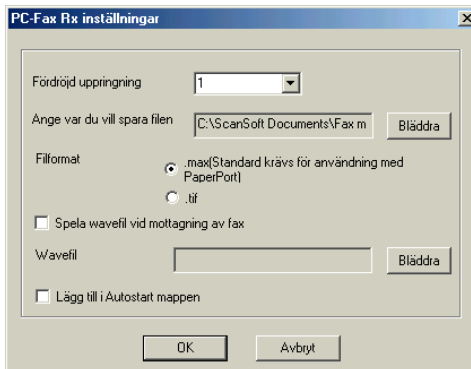 PC-Fax Rx inställningar
Fördröjd uppringning 1
Ange var du vill spara filen C:\ScanSoft Documents\Fax m Bläddra
Filformat .max(Standard krävs för användning med
PaperPort)
.tif
Spela wavefil vid mottagning av fax
Wavefil Bläddra
Lägg till i Autostart mappen
OK Avbryt